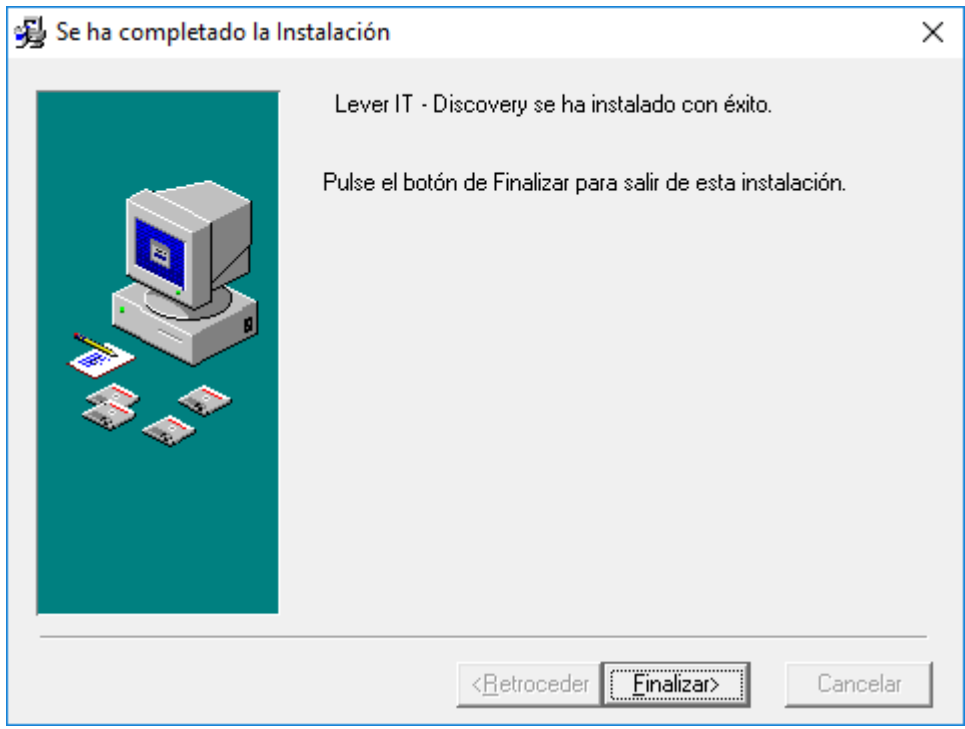 Se ha completado la Instalación
Lever IT - Discovery se ha instalado con éxito.
Pulse el botón de Finalizar para salir de esta instalación.
<Retroceder
Finalizar>
Cancelar